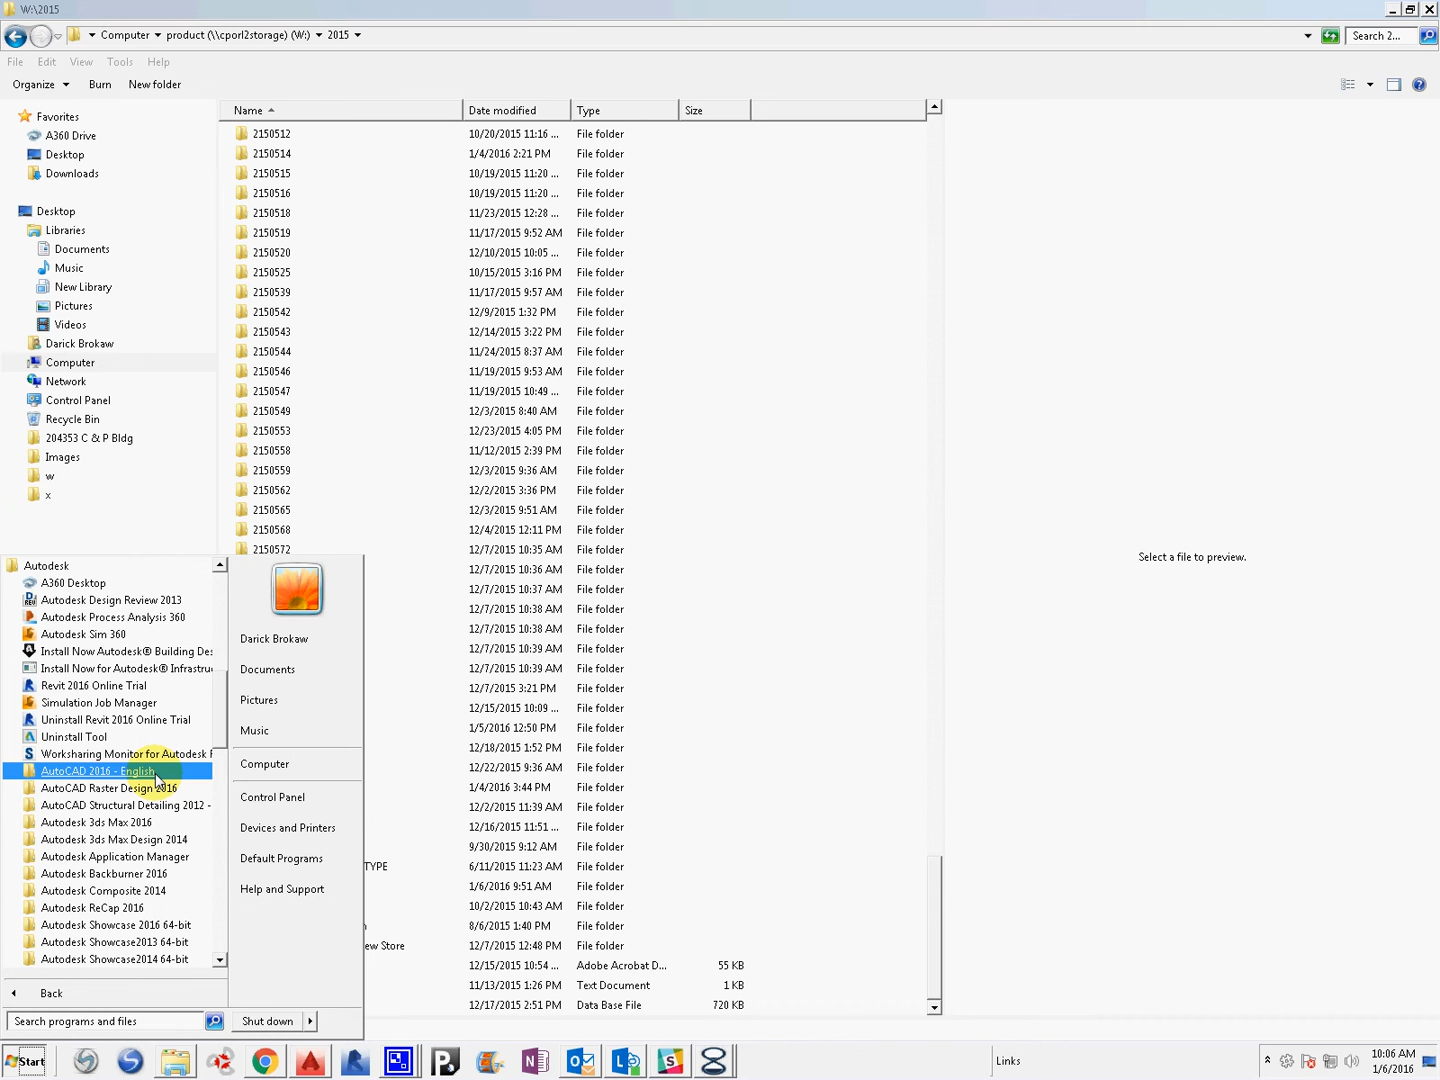 W:\2015
Computer ▸ product (\\cporl2storage) (W:) ▸ 2015 ▸ Search 2...
File Edit View Tools Help
Organize Burn New folder
Name Date modified Type Size
Favorites
A360 Drive
Desktop
Downloads
Desktop
Libraries
Documents
Music
New Library
Pictures
Videos
Darick Brokaw
Computer
Network
Control Panel
Recycle Bin
204353 C & P Bldg
Images
w
x
2150512 10/20/2015 11:16 ... File folder
2150514 1/4/2016 2:21 PM File folder
2150515 10/19/2015 11:20 ... File folder
2150516 10/19/2015 11:20 ... File folder
2150518 11/23/2015 12:28 ... File folder
2150519 11/17/2015 9:52 AM File folder
2150520 12/10/2015 10:05 ... File folder
2150525 10/15/2015 3:16 PM File folder
2150539 11/17/2015 9:57 AM File folder
2150542 12/9/2015 1:32 PM File folder
2150543 12/14/2015 3:22 PM File folder
2150544 11/24/2015 8:37 AM File folder
2150546 11/19/2015 9:53 AM File folder
2150547 11/19/2015 10:49 ... File folder
2150549 12/3/2015 8:40 AM File folder
2150553 12/23/2015 4:05 PM File folder
2150558 11/12/2015 2:39 PM File folder
2150559 12/3/2015 9:36 AM File folder
2150562 12/2/2015 3:36 PM File folder
2150565 12/3/2015 9:51 AM File folder
2150568 12/4/2015 12:11 PM File folder
2150572 12/7/2015 10:35 AM File folder
12/7/2015 10:36 AM File folder
12/7/2015 10:37 AM File folder
12/7/2015 10:38 AM File folder
12/7/2015 10:38 AM File folder
12/7/2015 10:39 AM File folder
12/7/2015 10:39 AM File folder
12/7/2015 3:21 PM File folder
12/15/2015 10:09 ... File folder
1/5/2016 12:50 PM File folder
12/18/2015 1:52 PM File folder
12/22/2015 9:36 AM File folder
1/4/2016 3:44 PM File folder
12/2/2015 11:39 AM File folder
12/16/2015 11:51 ... File folder
9/30/2015 9:12 AM File folder
TYPE 6/11/2015 11:23 AM File folder
1/6/2016 9:51 AM File folder
10/2/2015 10:43 AM File folder
8/6/2015 1:40 PM File folder
ew Store 12/7/2015 12:48 PM File folder
12/15/2015 10:54 ... Adobe Acrobat D... 55 KB
11/13/2015 1:26 PM Text Document 1 KB
12/17/2015 2:51 PM Data Base File 720 KB
Select a file to preview.
Autodesk
A360 Desktop
Autodesk Design Review 2013
Autodesk Process Analysis 360
Autodesk Sim 360
Install Now Autodesk® Building Des
Install Now for Autodesk® Infrastruc
Revit 2016 Online Trial
Simulation Job Manager
Uninstall Revit 2016 Online Trial
Uninstall Tool
Worksharing Monitor for Autodesk R
AutoCAD 2016 - English
AutoCAD Raster Design 2016
AutoCAD Structural Detailing 2012 -
Autodesk 3ds Max 2016
Autodesk 3ds Max Design 2014
Autodesk Application Manager
Autodesk Backburner 2016
Autodesk Composite 2014
Autodesk ReCap 2016
Autodesk Showcase 2016 64-bit
Autodesk Showcase2013 64-bit
Autodesk Showcase2014 64-bit
Back
Search programs and files
Darick Brokaw
Documents
Pictures
Music
Computer
Control Panel
Devices and Printers
Default Programs
Help and Support
Shut down
Start
Links
10:06 AM
1/6/2016